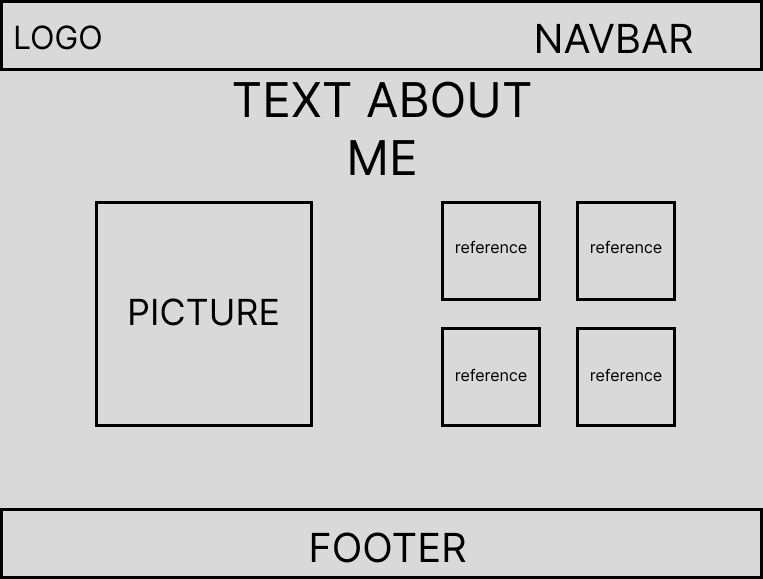 LOGO
NAVBAR
TEXT ABOUT
ME
PICTURE
reference
reference
reference
reference
FOOTER